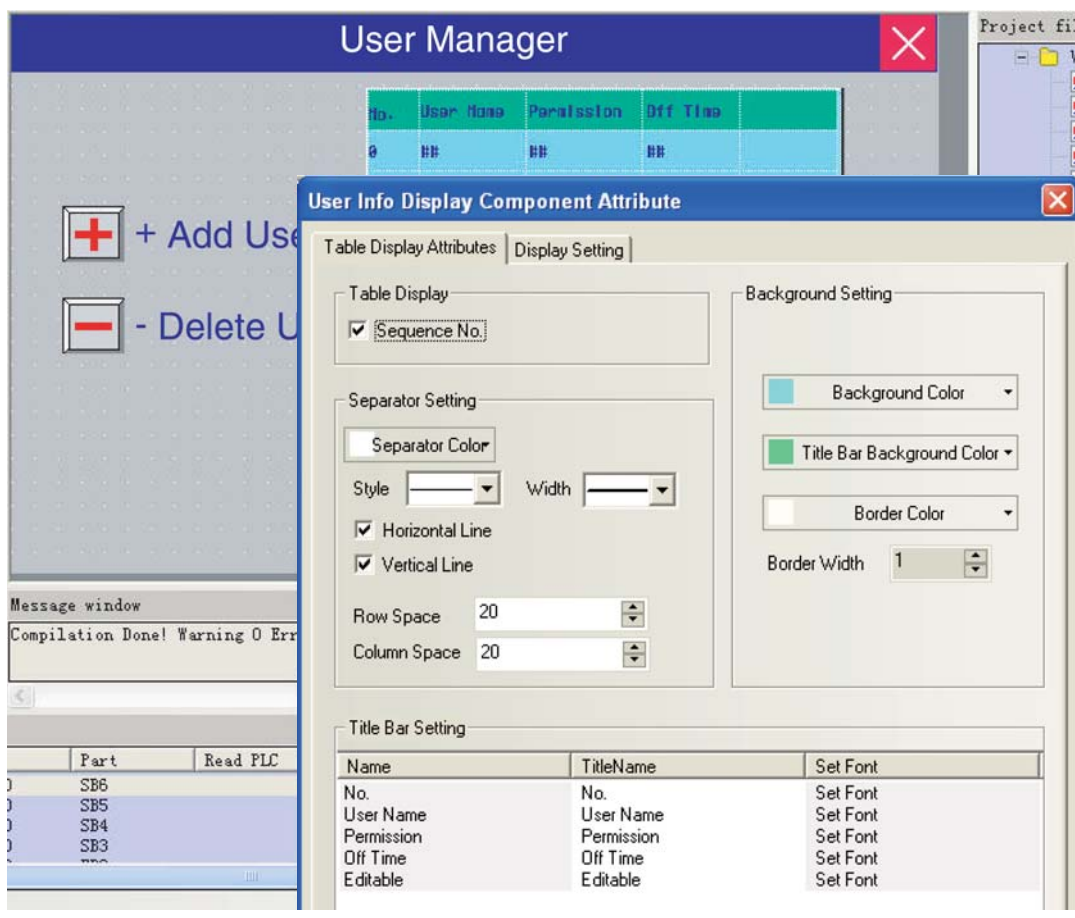 User Manager
Project fil
No. User Name Permission Off Time
0 ## ## ##
+ Add Use
- Delete U
User Info Display Component Attribute
Table Display Attributes Display Setting
Table Display
Sequence No.
Background Setting
Background Color
Separator Setting
Separator Color
Title Bar Background Color
Style Width
Border Color
Horizontal Line
Vertical Line
Border Width 1
Row Space 20
Column Space 20
Message window
Compilation Done! Warning 0 Err
Title Bar Setting
Part Read PLC
SB6
SB5
SB4
SB3
Name TitleName Set Font
No. No. Set Font
User Name User Name Set Font
Permission Permission Set Font
Off Time Off Time Set Font
Editable Editable Set Font